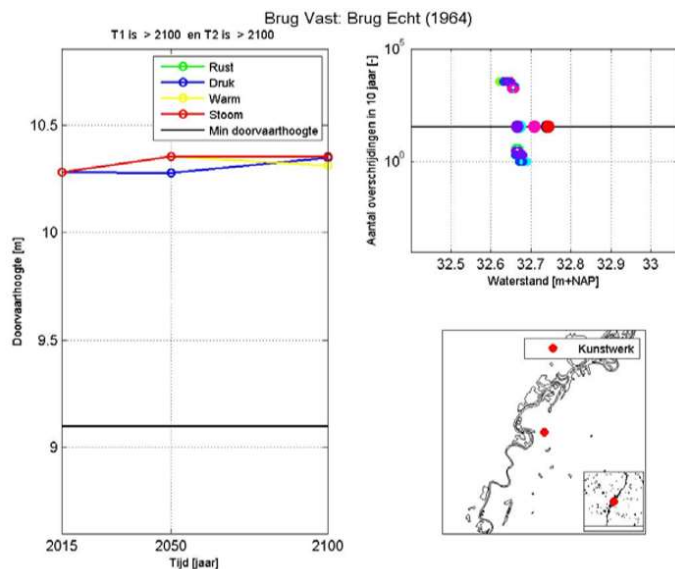 Brug Vast: Brug Echt (1964)
T1 is > 2100 en T2 is > 2100
Doorvaarthoogte [m]
10.5
10
9.5
9
Rust
Druk
Warm
Stoom
Min doorvaarthoogte
2015
2050
2100
Tijd [jaar]
Aantal overschrijdingen in 10 jaar [-]
10^5
10^0
32.5
32.6
32.7
32.8
32.9
33
Waterstand [m+NAP]
Kunstwerk